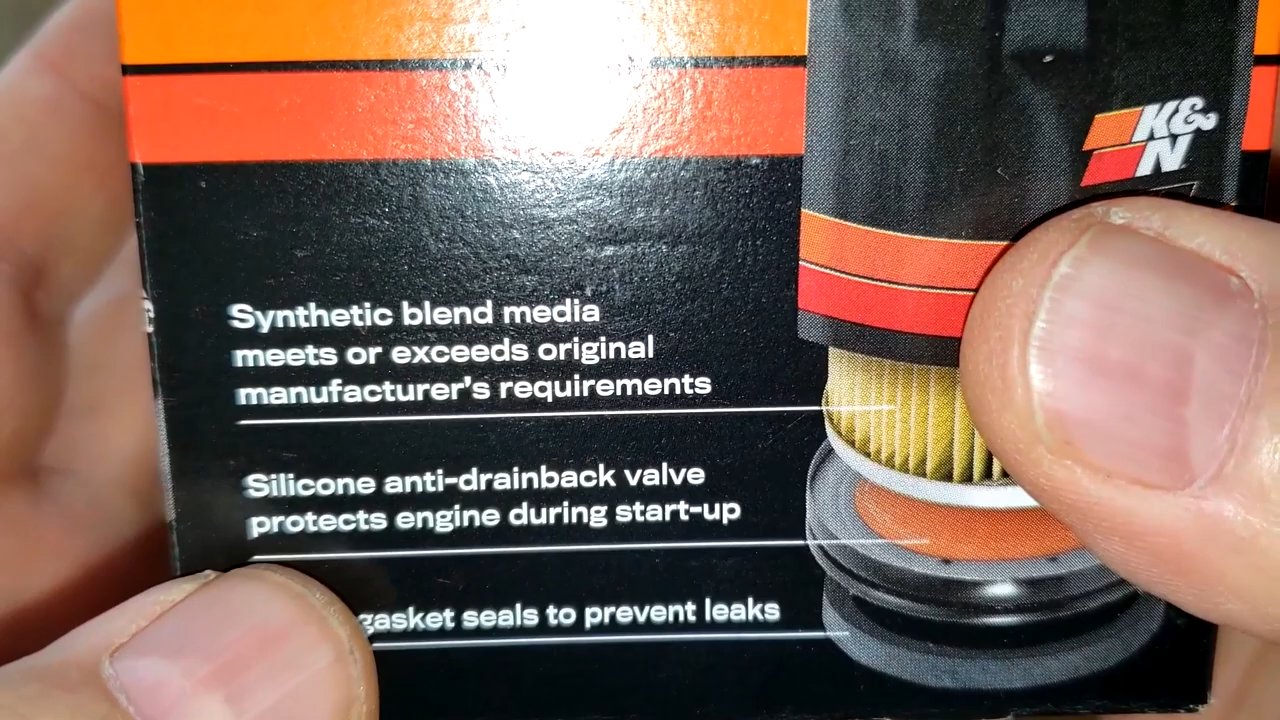 K&
N
Synthetic blend media
meets or exceeds original
manufacturer's requirements
Silicone anti-drainback valve
protects engine during start-up
gasket seals to prevent leaks